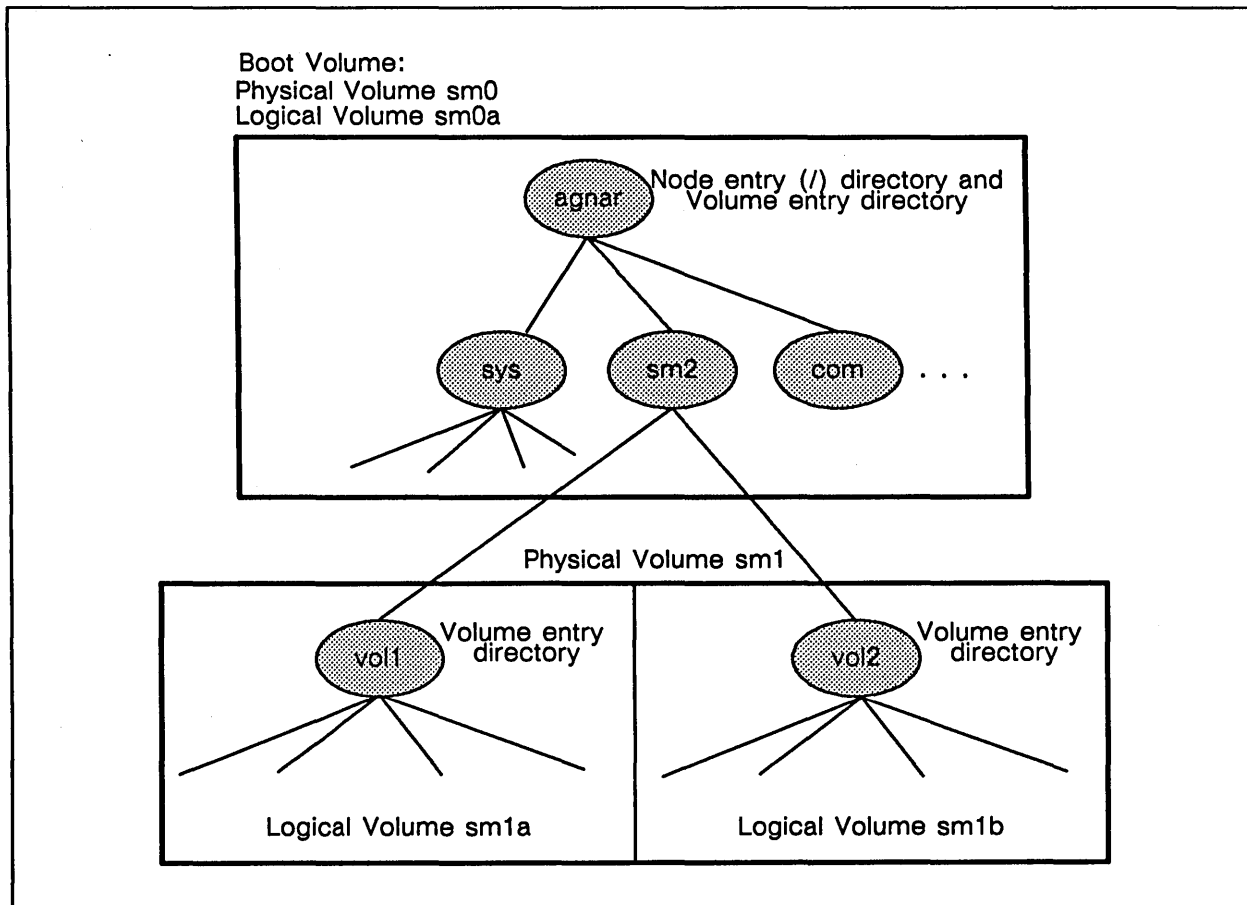 Boot Volume:
Physical Volume sm0
Logical Volume sm0a
agnar
Node entry (/) directory and
Volume entry directory
sys
sm2
com
. . .
Physical Volume sm1
vol1
Volume entry
directory
vol2
Volume entry
directory
Logical Volume sm1a
Logical Volume sm1b